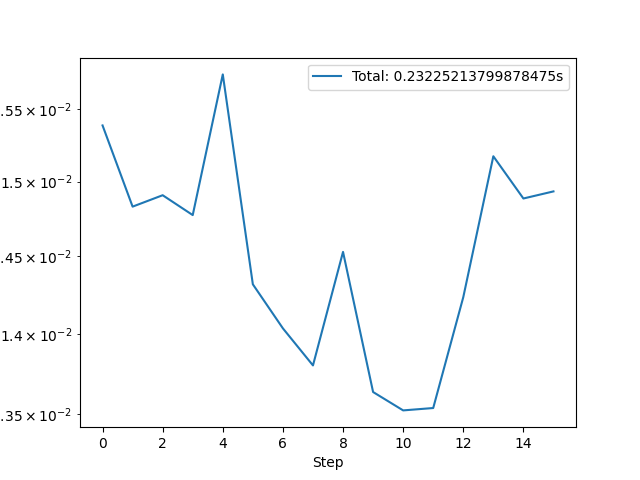 Total: 0.23225213799878475s
.55 × 10⁻²
1.5 × 10⁻²
.45 × 10⁻²
1.4 × 10⁻²
.35 × 10⁻²
0 2 4 6 8 10 12 14
Step